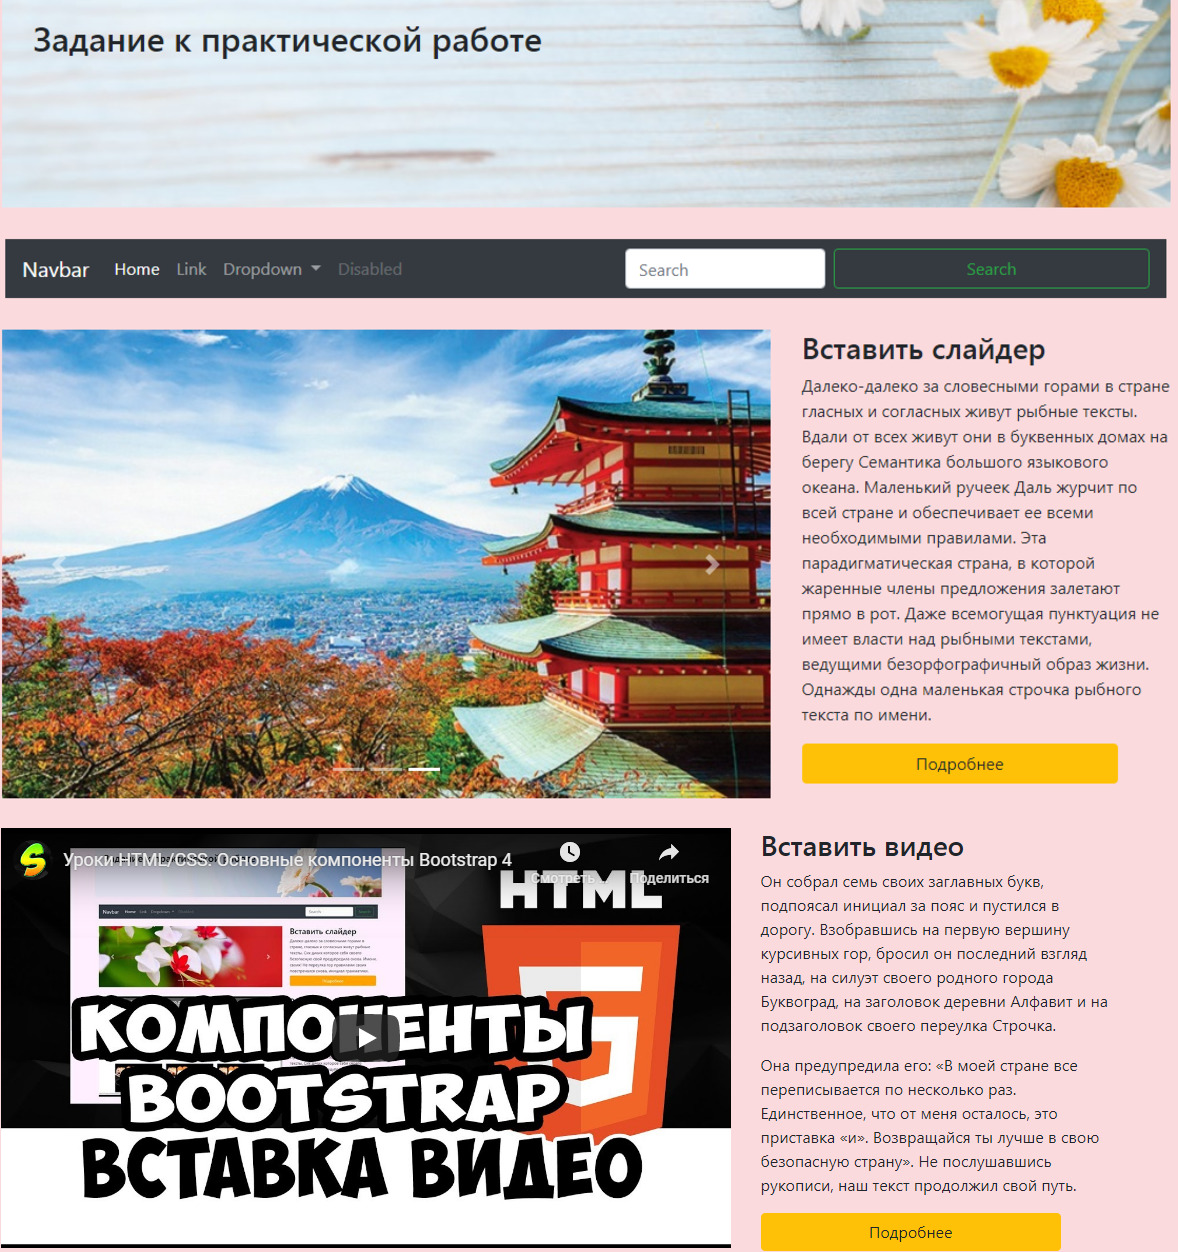 Задание к практической работе
Navbar Home Link Dropdown Disabled Search Search
Вставить слайдер
Далеко-далеко за словесными горами в стране
гласных и согласных живут рыбные тексты.
Вдали от всех живут они в буквенных домах на
берегу Семантика большого языкового
океана. Маленький ручеек Даль журчит по
всей стране и обеспечивает ее всеми
необходимыми правилами. Эта
парадигматическая страна, в которой
жаренные члены предложения залетают
прямо в рот. Даже всемогущая пунктуация не
имеет власти над рыбными текстами,
ведущими безорфографичный образ жизни.
Однажды одна маленькая строчка рыбного
текста по имени.
Подробнее
Уроки HTML/CSS. Основные компоненты Bootstrap 4
Смотреть... Поделиться
HTML
Navbar Home Link Dropdown Disabled Search
Вставить слайдер
КОМПОНЕНТЫ
BOOTSTRAP
ВСТАВКА ВИДЕО
Вставить видео
Он собрал семь своих заглавных букв,
подпоясал инициал за пояс и пустился в
дорогу. Взобравшись на первую вершину
курсивных гор, бросил он последний взгляд
назад, на силуэт своего родного города
Буквоград, на заголовок деревни Алфавит и на
подзаголовок своего переулка Строчка.
Она предупредила его: «В моей стране все
переписывается по несколько раз.
Единственное, что от меня осталось, это
приставка «и». Возвращайся ты лучше в свою
безопасную страну». Не послушавшись
рукописи, наш текст продолжил свой путь.
Подробнее